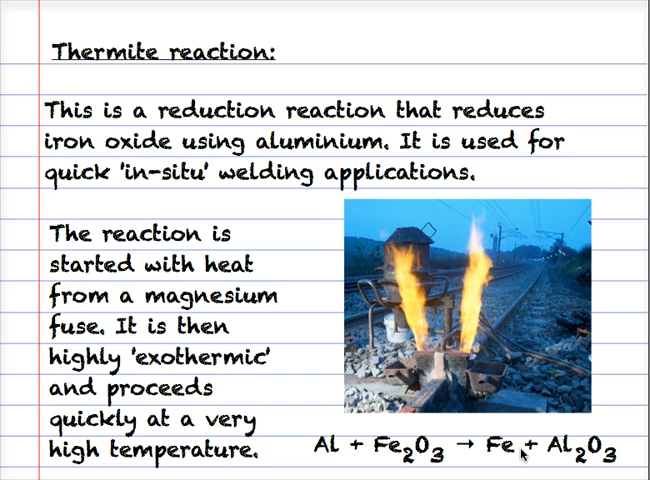 Thermite reaction:
This is a reduction reaction that reduces
iron oxide using aluminium. It is used for
quick 'in-situ' welding applications.
The reaction is
started with heat
from a magnesium
fuse. It is then
highly 'exothermic'
and proceeds
quickly at a very
high temperature.
Al + Fe₂O₃ → Fe + Al₂O₃